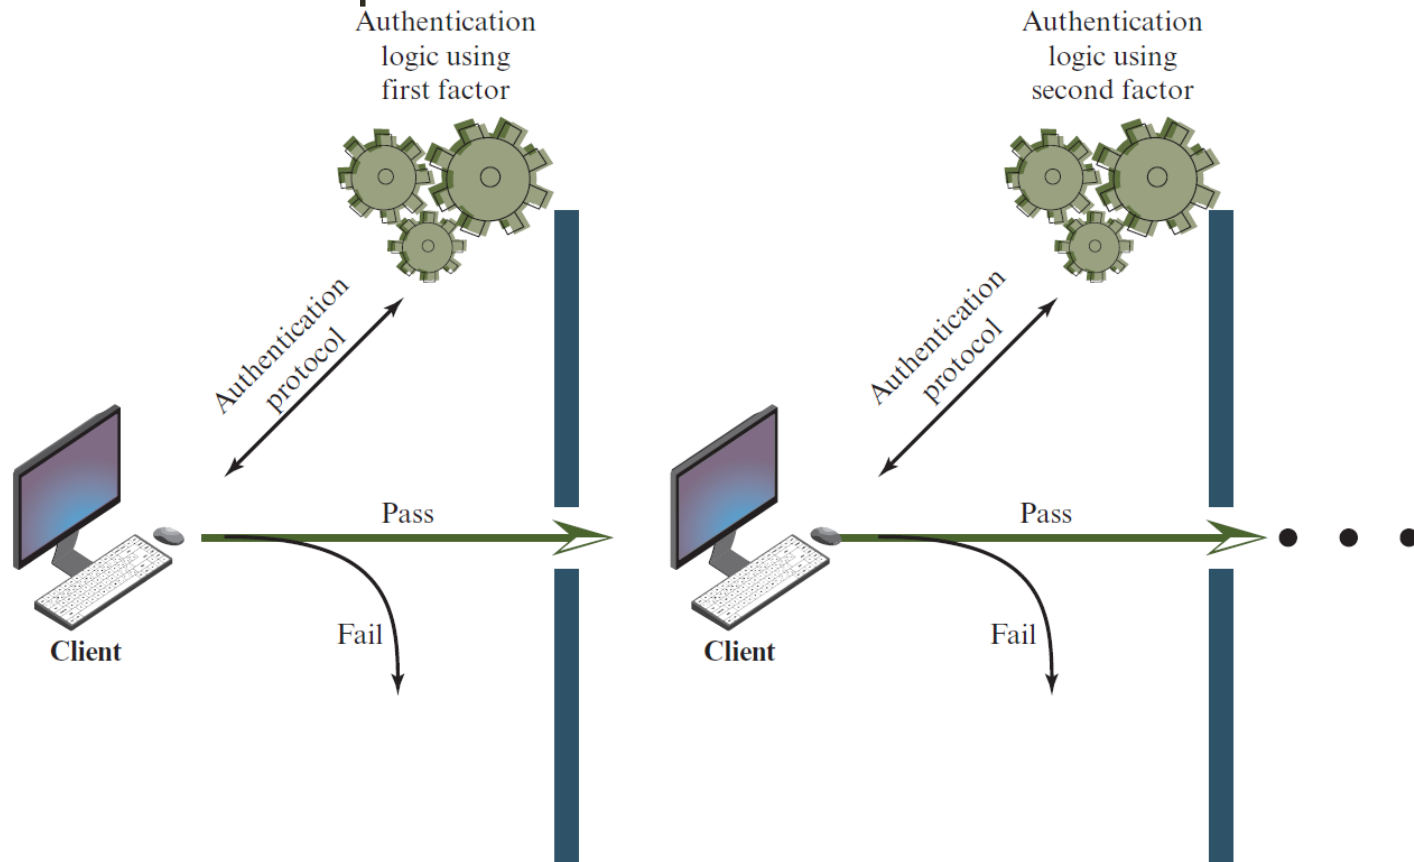 Authentication
logic using
first factor
Authentication
logic using
second factor
Authentication
protocol
Authentication
protocol
Pass
Pass
Fail
Fail
Client
Client